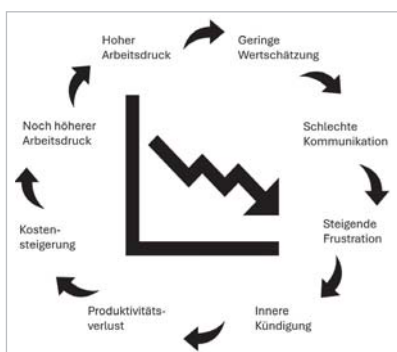 Hoher
Arbeitsdruck
Geringe
Wertschätzung
Schlechte
Kommunikation
Steigende
Frustration
Innere
Kündigung
Produktivitäts-
verlust
Kosten-
steigerung
Noch höherer
Arbeitsdruck